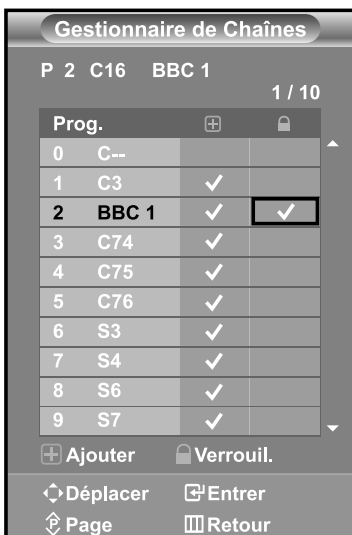 Gestionnaire de Chaînes
P 2 C16 BBC 1
1 / 10
Prog.
0 C--
1 C3
2 BBC 1
3 C74
4 C75
5 C76
6 S3
7 S4
8 S6
9 S7
Ajouter Verrouil.
Déplacer Entrer
Page Retour